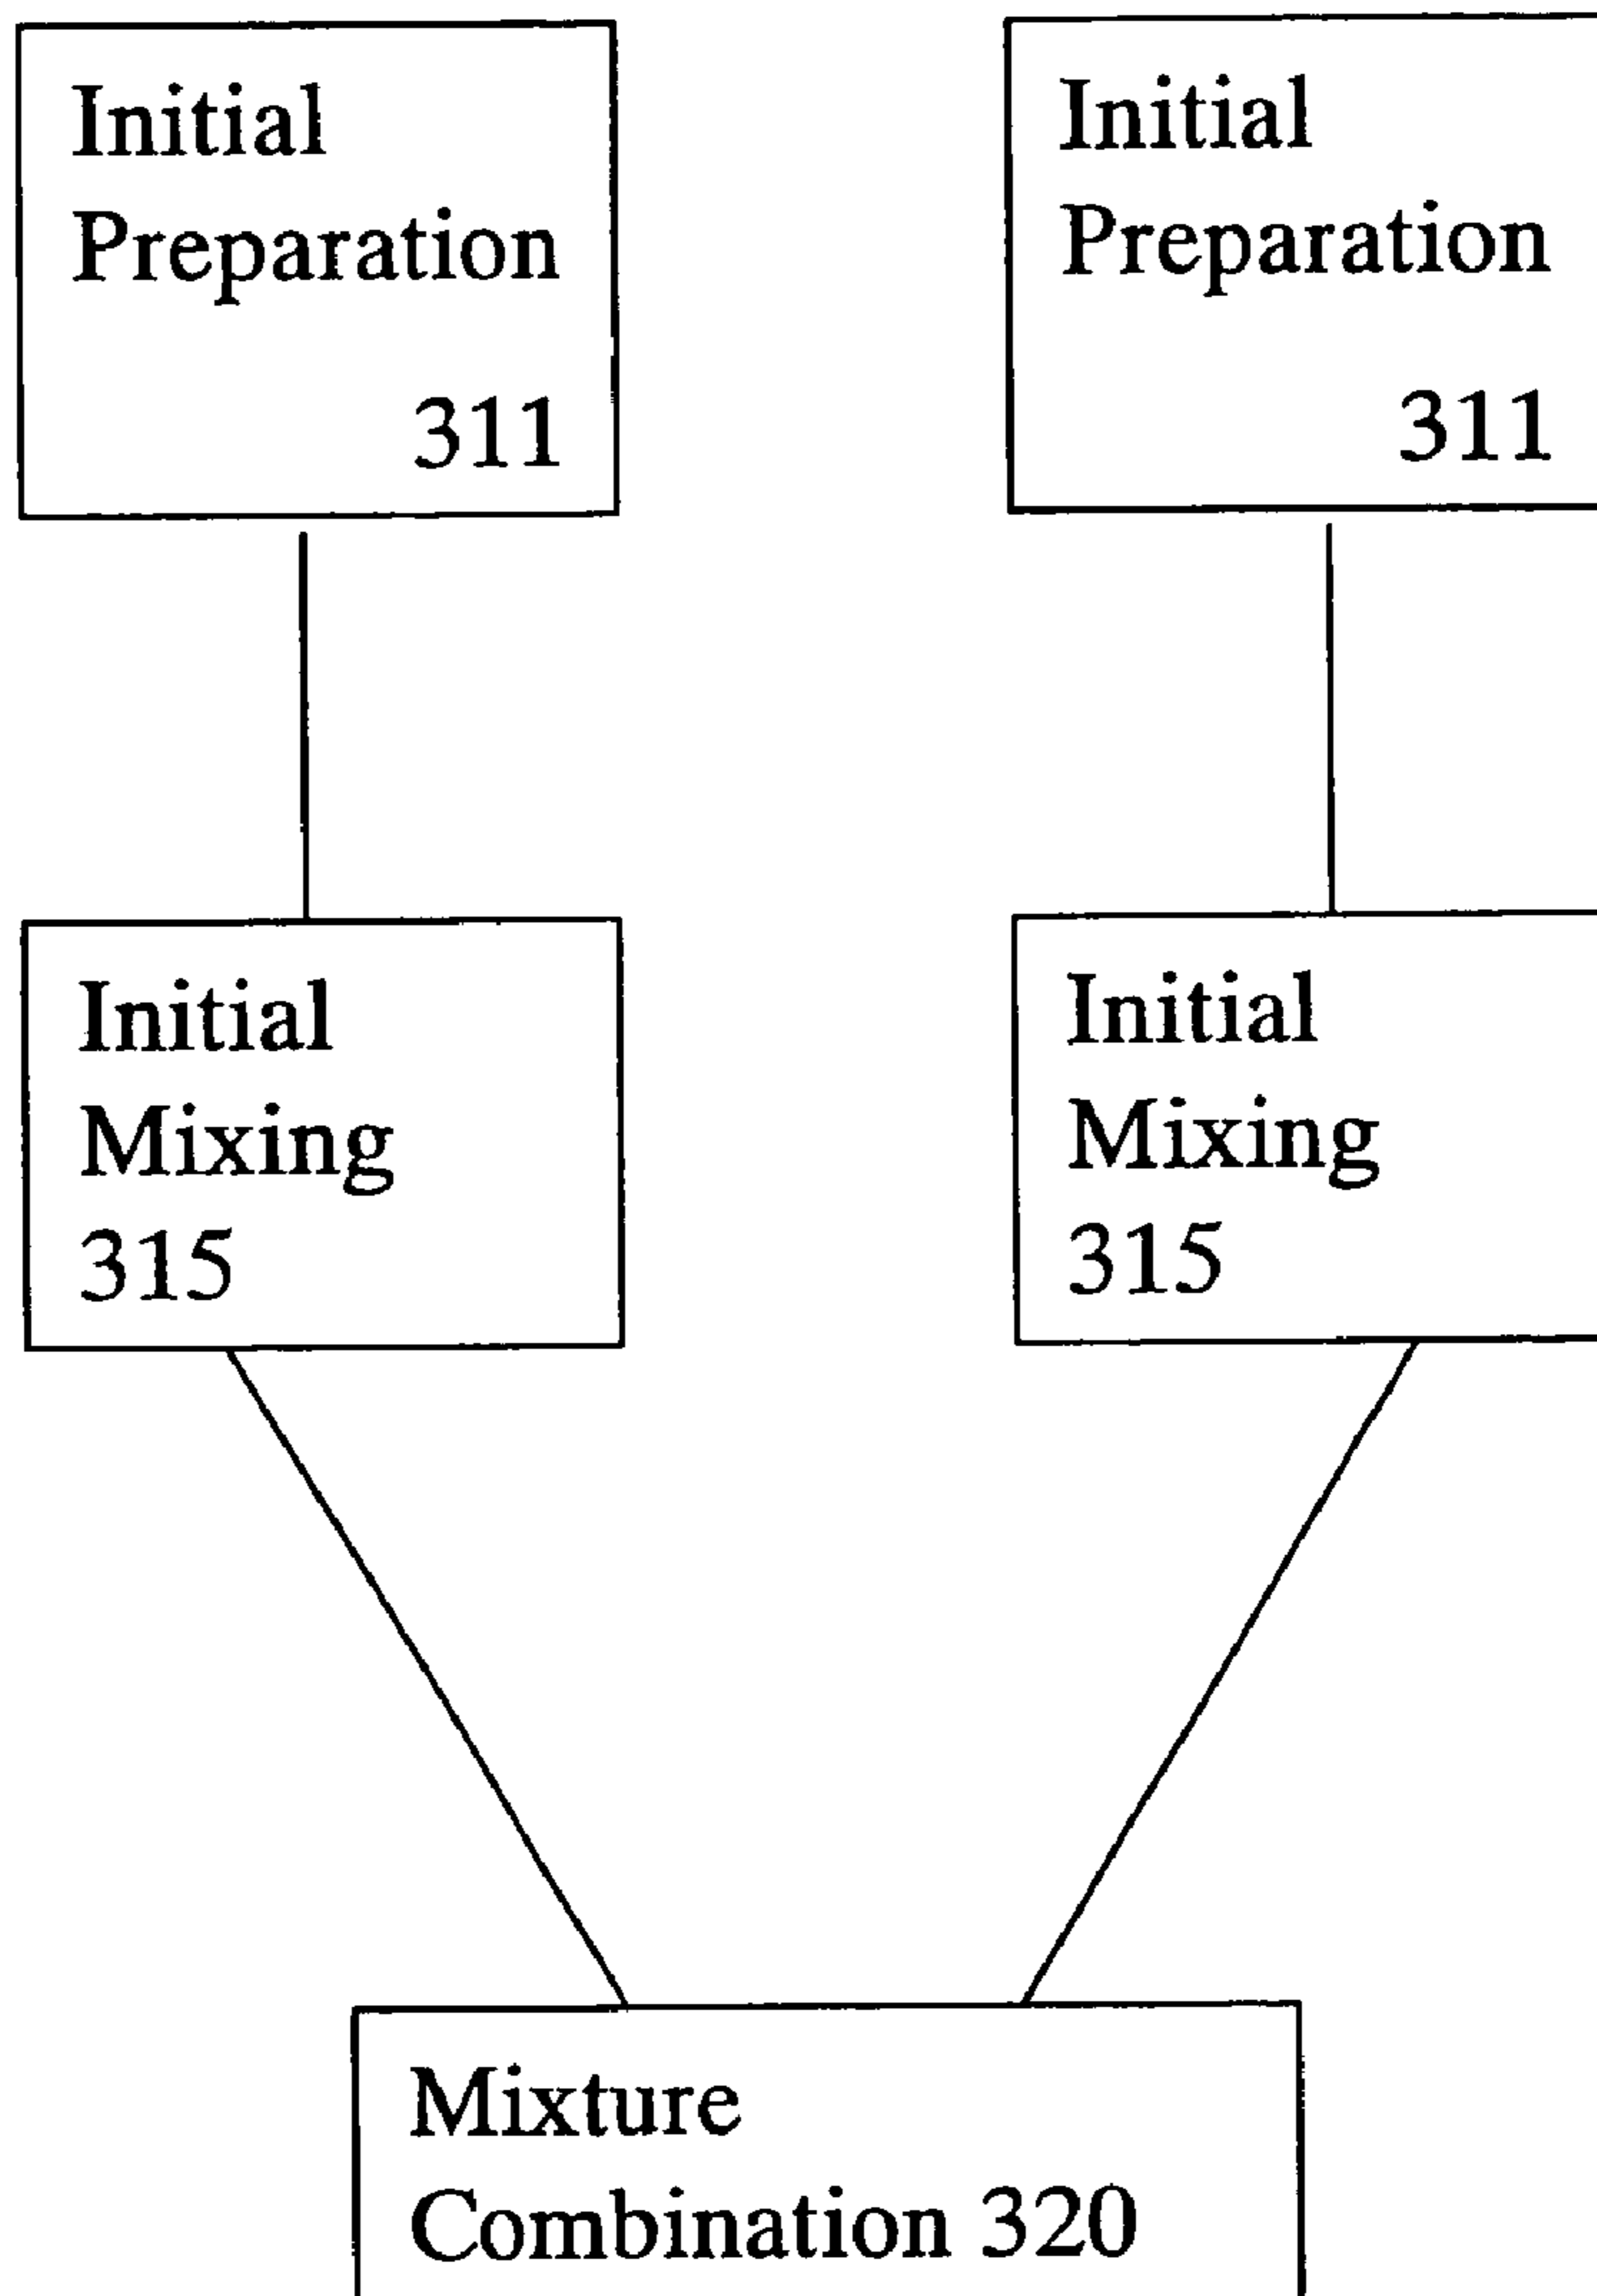 Initial
Preparation
311
Initial
Preparation
311
Initial
Mixing
315
Initial
Mixing
315
Mixture
Combination 320